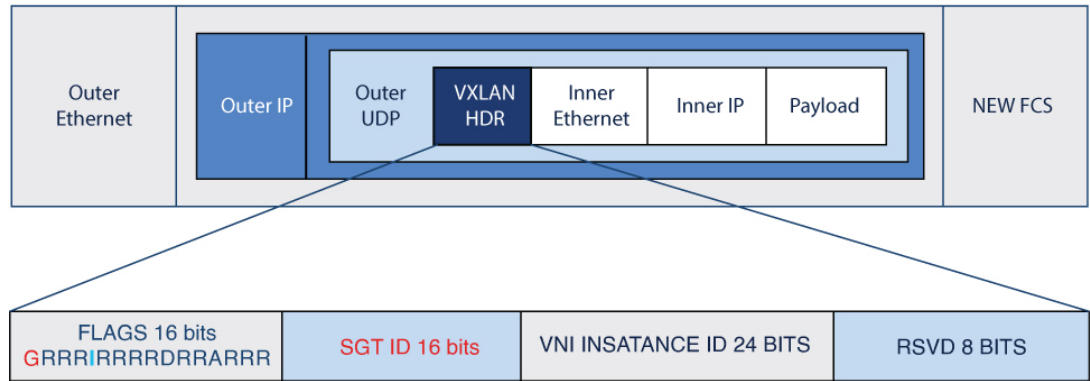 Outer
Ethernet
Outer IP
Outer
UDP
VXLAN
HDR
Inner
Ethernet
Inner IP
Payload
NEW FCS
FLAGS 16 bits
GRRRIRRRRDRRARRR
SGT ID 16 bits
VNI INSATANCE ID 24 BITS
RSVD 8 BITS